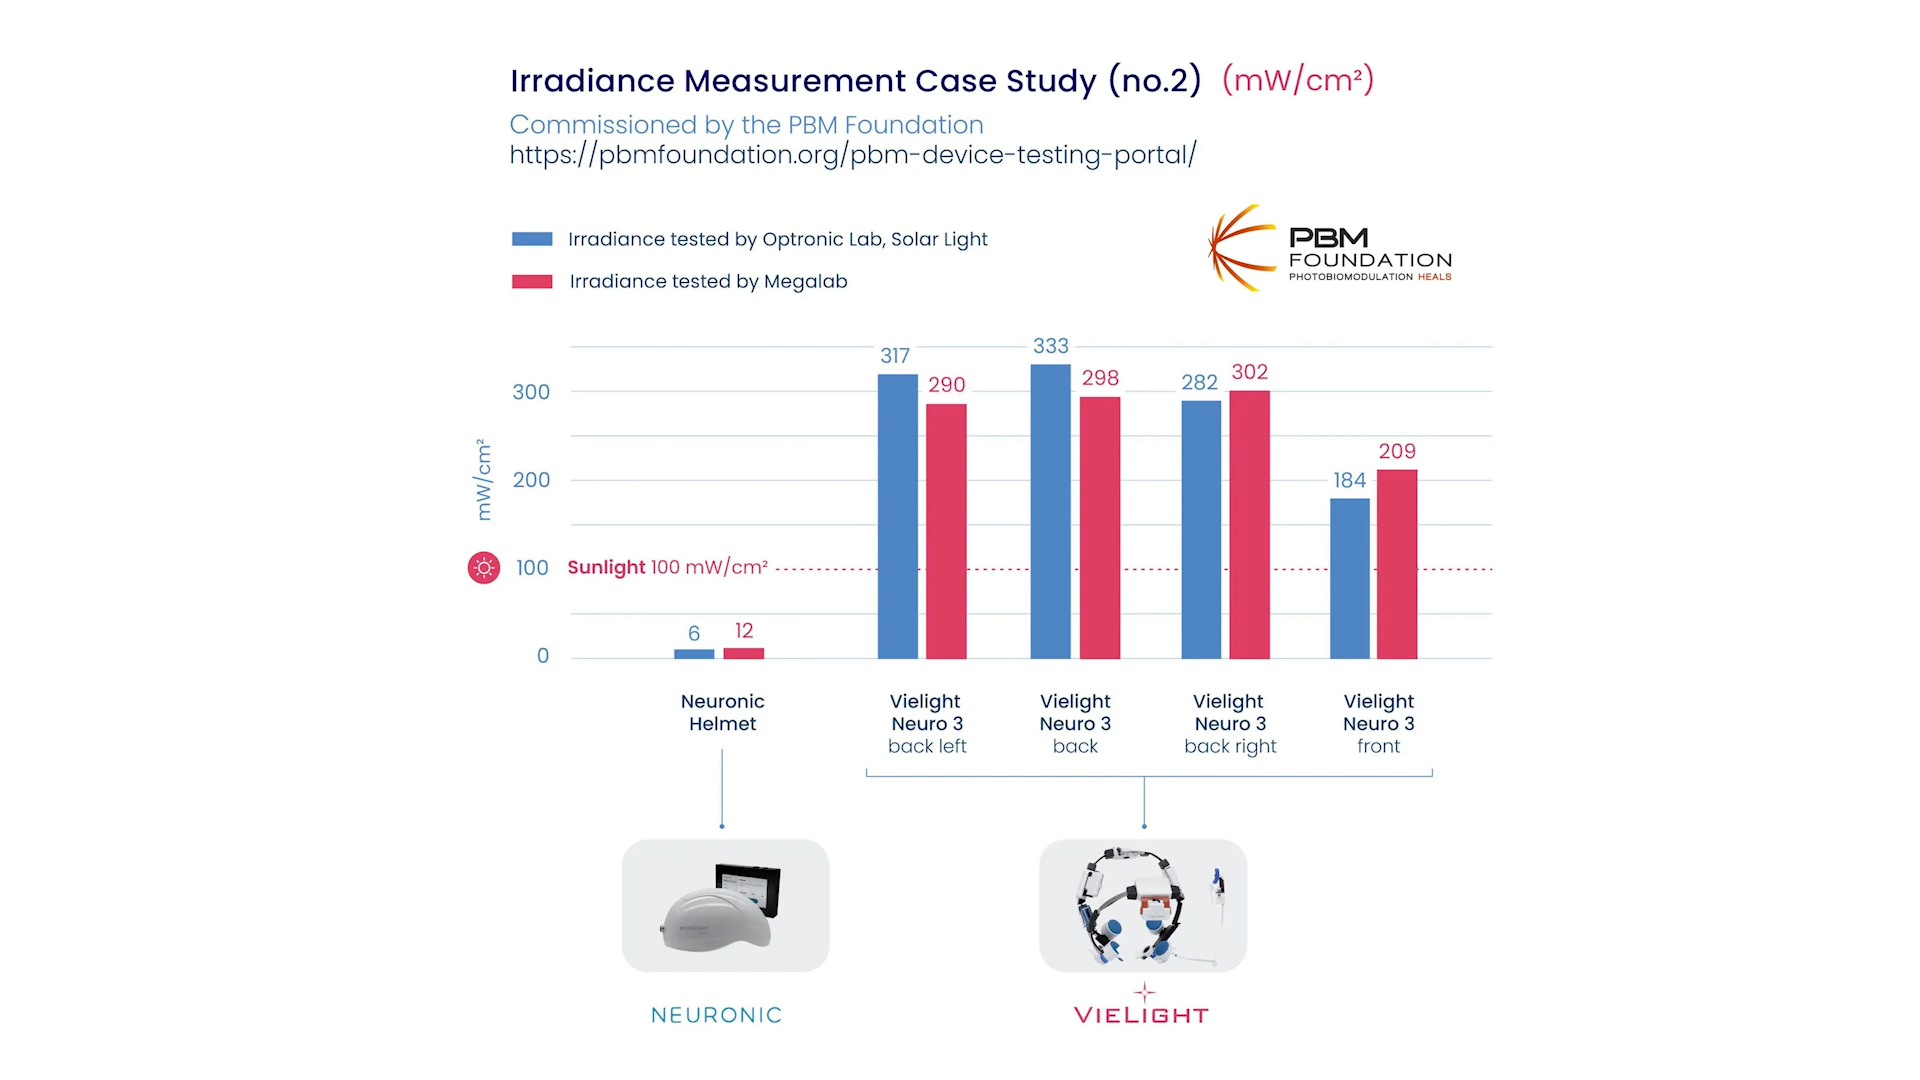 Irradiance Measurement Case Study (no.2) (mW/cm²)
Commissioned by the PBM Foundation
https://pbmfoundation.org/pbm-device-testing-portal/
Irradiance tested by Optronic Lab, Solar Light
Irradiance tested by Megalab
PBM
FOUNDATION
PHOTOBIOMODULATION HEALS
mW/cm²
300
200
100
0
Sunlight 100 mW/cm²
6
12
317
290
333
298
282
302
184
209
Neuronic
Helmet
Vielight
Neuro 3
back left
Vielight
Neuro 3
back
Vielight
Neuro 3
back right
Vielight
Neuro 3
front
NEURONIC
VIELIGHT